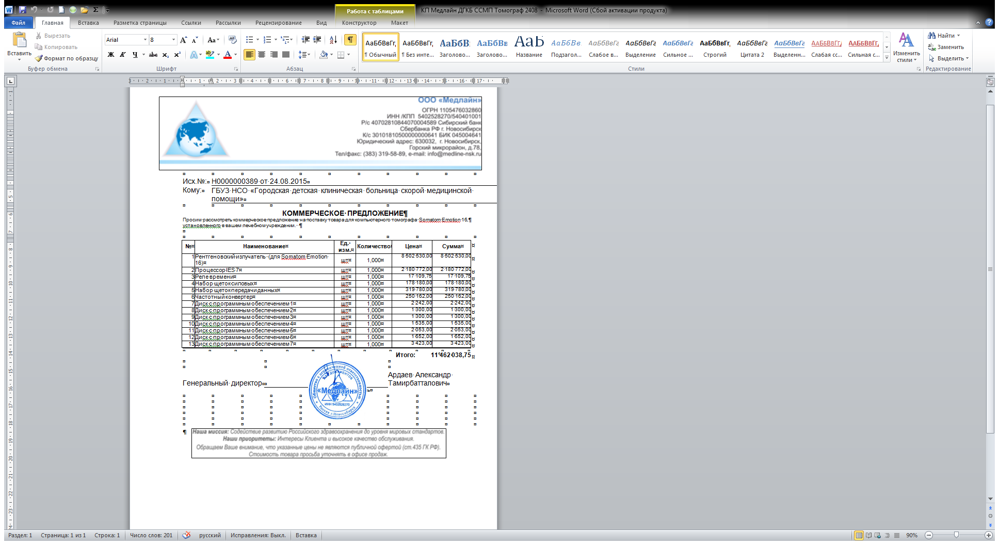 Работа с таблицами
КП Медлайн ДГКБ ССМП Томограф 2408 - Microsoft Word (Сбой активации продукта)
Файл Главная Вставка Разметка страницы Ссылки Рассылки Рецензирование Вид Конструктор Макет
Вставить
Вырезать
Копировать
Формат по образцу
Буфер обмена
Arial 8
Шрифт
Абзац
¶ Обычный ¶ Без инте... Заголово... Заголово... Название Подзагол... Слабое в... Выделение Сильное ... Строгий Цитата 2 Выделенн... Слабая сс... Сильная с...
Стили
Изменить стили
Найти
Заменить
Выделить
Редактирование
ООО «Медлайн»
ОГРН 1105476032860
ИНН /КПП 5402528270/540401001
Р/с 40702810844070004589 Сибирский банк
Сбербанка РФ г. Новосибирск
К/с 30101810500000000641 БИК 045004641
Юридический адрес: 630032, г. Новосибирск,
Горский микрорайон, д.78,
Тел/факс: (383) 319-58-89, e-mail: info@medline-nsk.ru
Исх.№: Н0000000389 от 24.08.2015
Кому: ГБУЗ НСО «Городская детская клиническая больница скорой медицинской
помощи»
КОММЕРЧЕСКОЕ ПРЕДЛОЖЕНИЕ
Просим рассмотреть коммерческое предложение на поставку товара для компьютерного томографа Somatom Emotion 16,
установленного в вашем лечебном учреждении.
№ Наименование Ед. изм. Количество Цена Сумма
1 Рентгеновский излучатель (для Somatom Emotion 16) шт 1,000 8 502 530,00 8 502 530,00
2 Процессор IES 7 шт 1,000 2 180 772,00 2 180 772,00
3 Реле времени шт 1,000 17 109,75 17 109,75
4 Набор щеток силовых шт 1,000 178 180,00 178 180,00
5 Набор щеток передачи данных шт 1,000 319 780,00 319 780,00
6 Частотный конвертер шт 1,000 250 162,00 250 162,00
7 Диск с программным обеспечением 1 шт 1,000 2 242,00 2 242,00
8 Диск с программным обеспечением 2 шт 1,000 1 300,00 1 300,00
9 Диск с программным обеспечением 3 шт 1,000 1 300,00 1 300,00
10 Диск с программным обеспечением 4 шт 1,000 1 535,00 1 535,00
11 Диск с программным обеспечением 5 шт 1,000 2 053,00 2 053,00
12 Диск с программным обеспечением 6 шт 1,000 1 652,00 1 652,00
13 Диск с программным обеспечением 7 шт 1,000 3 423,00 3 423,00
Итого: 11 462 038,75
Генеральный директор
Ардаев Александр
Тамирбатталович
Общество с ограниченной ответственностью
документов
«Медлайн»
ИНН 5402528270
Россия г.Новосибирск
Наша миссия: Содействие развитию Российского здравоохранения до уровня мировых стандартов.
Наши приоритеты: Интересы Клиента и высокое качество обслуживания.
Обращаем Ваше внимание, что указанные цены не являются публичной офертой (ст.435 ГК РФ).
Стоимость товара просьба уточнять в офисе продаж.
Раздел: 1 Страница: 1 из 1 Строка: 1 Число слов: 201 русский Исправления: Выкл. Вставка 90%